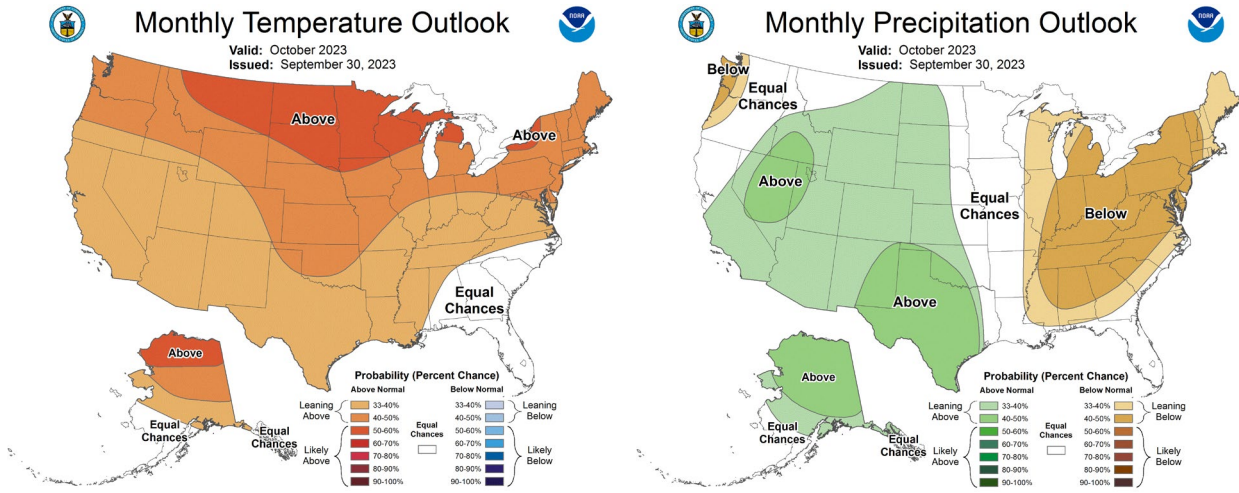 Monthly Temperature Outlook
Valid: October 2023
Issued: September 30, 2023
NOAA
Above
Above
Equal
Chances
Above
Equal
Chances
Equal
Chances
Probability (Percent Chance)
Above Normal
Below Normal
Leaning
Above
33-40%
33-40%
Leaning
Below
40-50%
40-50%
Likely
Above
50-60%
Equal
Chances
50-60%
Likely
Below
60-70%
60-70%
70-80%
70-80%
80-90%
80-90%
90-100%
90-100%
Monthly Precipitation Outlook
Valid: October 2023
Issued: September 30, 2023
NOAA
Below
Equal
Chances
Above
Equal
Chances
Below
Above
Above
Equal
Chances
Equal
Chances
Probability (Percent Chance)
Above Normal
Below Normal
Leaning
Above
33-40%
33-40%
Leaning
Below
40-50%
40-50%
Likely
Above
50-60%
Equal
Chances
50-60%
Likely
Below
60-70%
60-70%
70-80%
70-80%
80-90%
80-90%
90-100%
90-100%